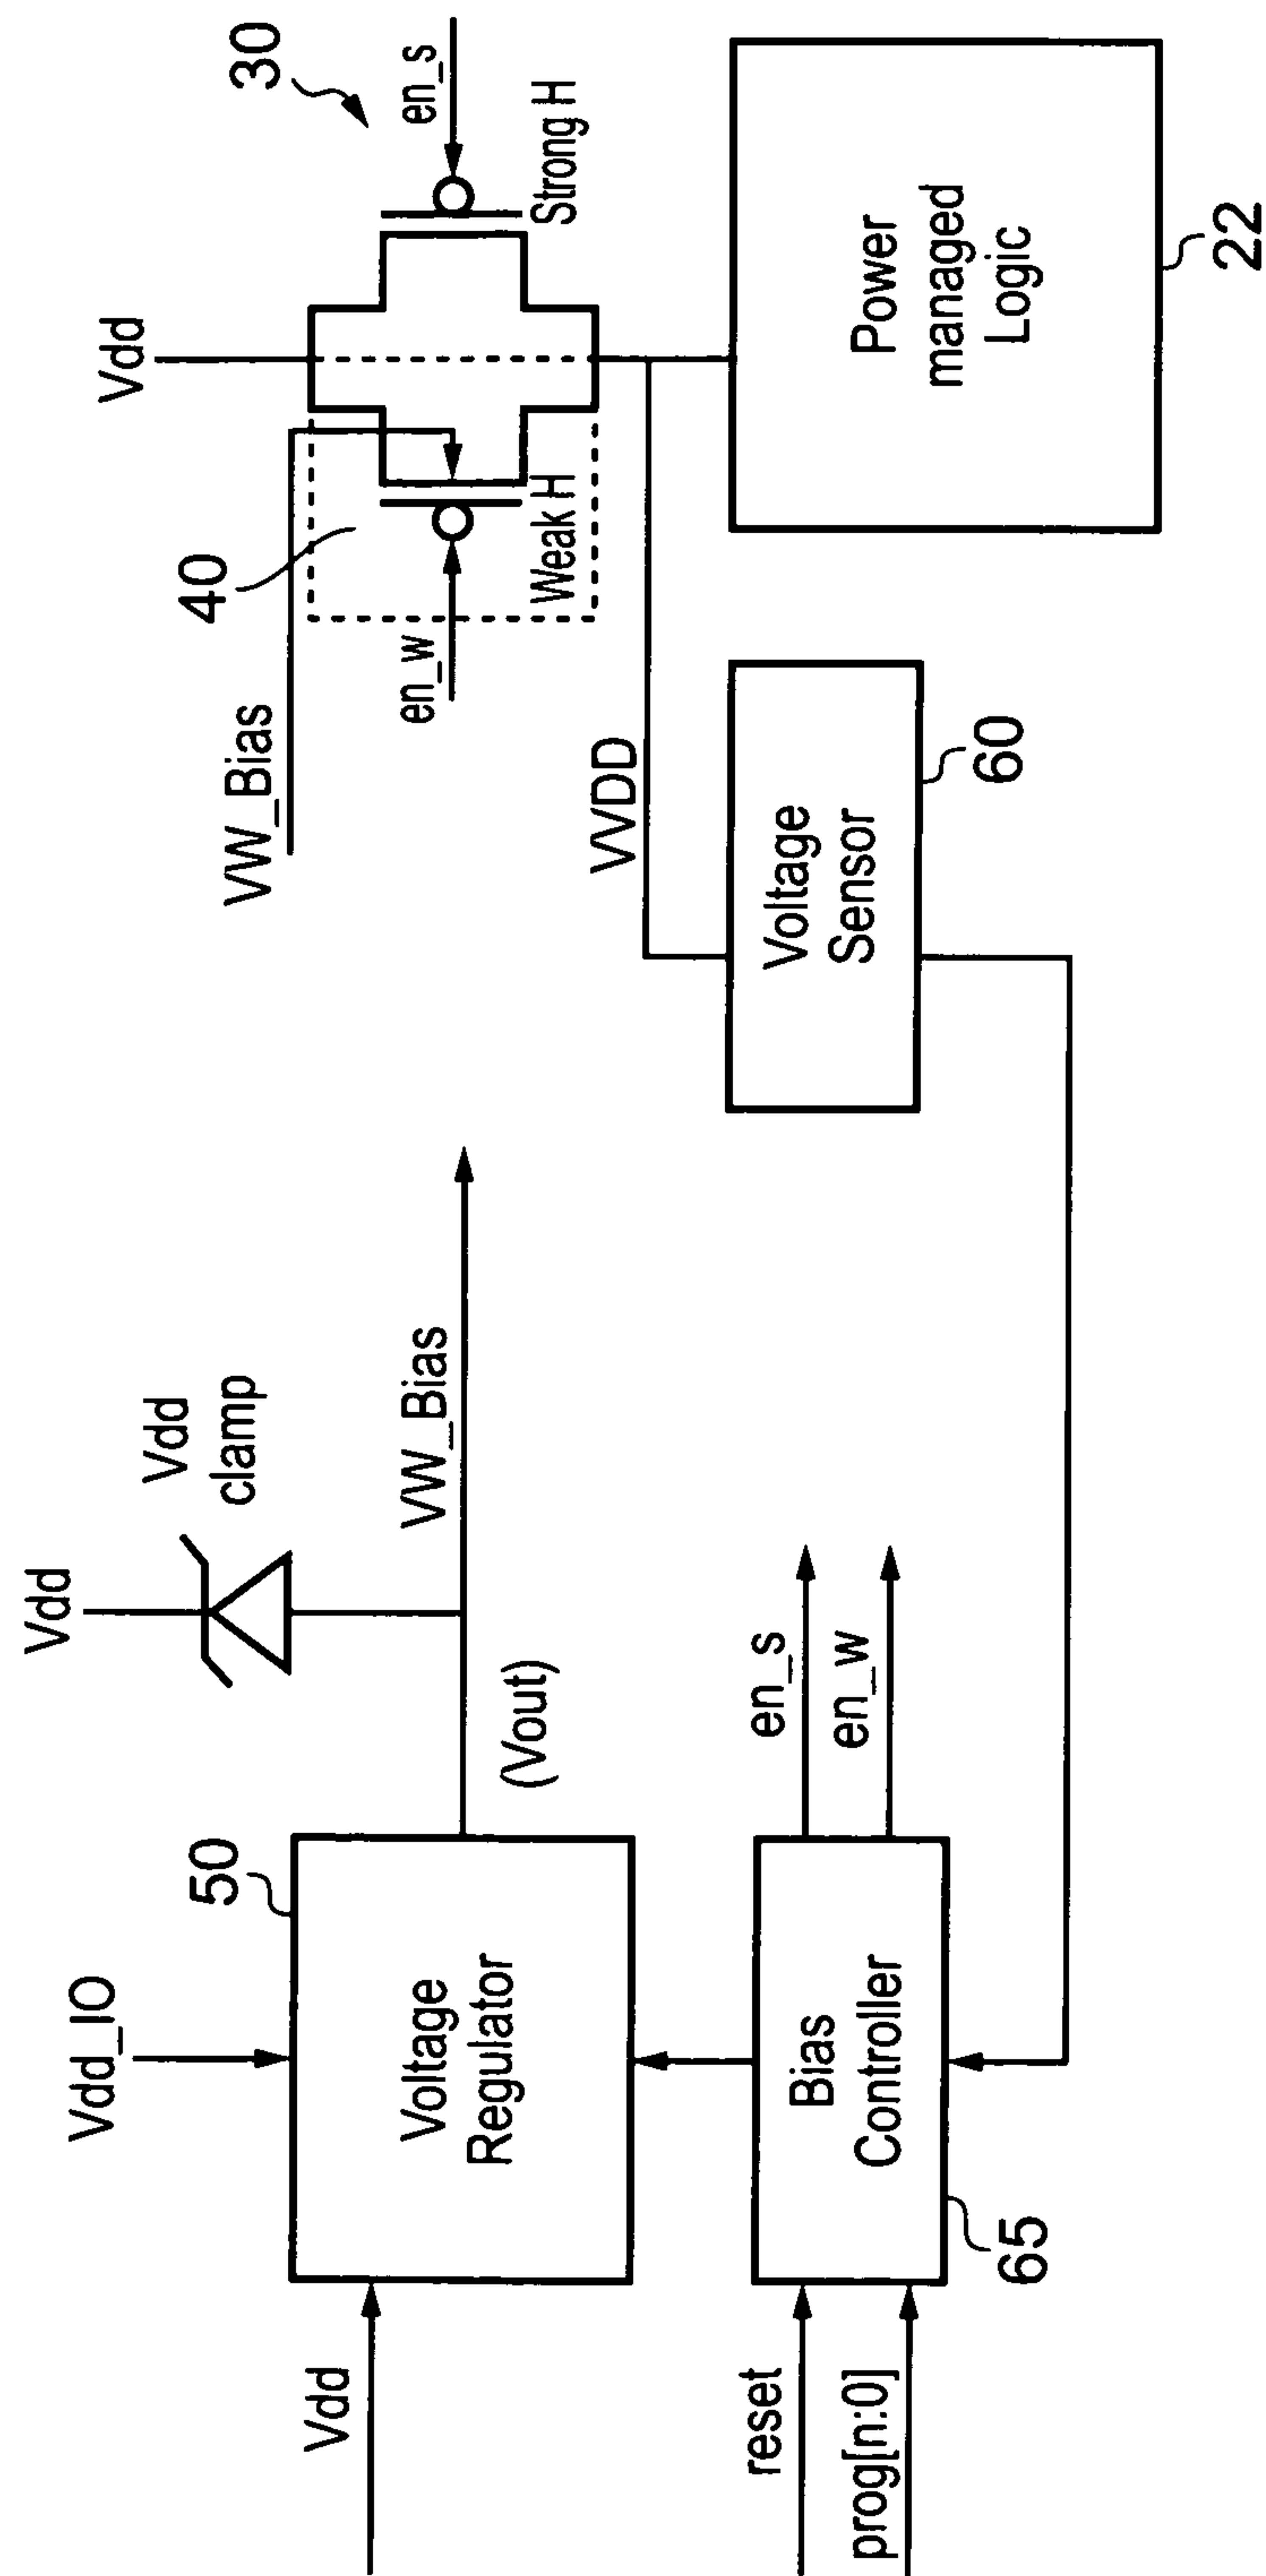 Vdd
Vdd_IO
50
Voltage
Regulator
(Vout)
Vdd
Vdd
clamp
VW_Bias
reset
prog[n:0]
Bias
Controller
65
en_s
en_w
VW_Bias
40
en_w
Weak H
Vdd
30
en_s
Strong H
VVDD
Voltage
Sensor
60
Power
managed
Logic
22